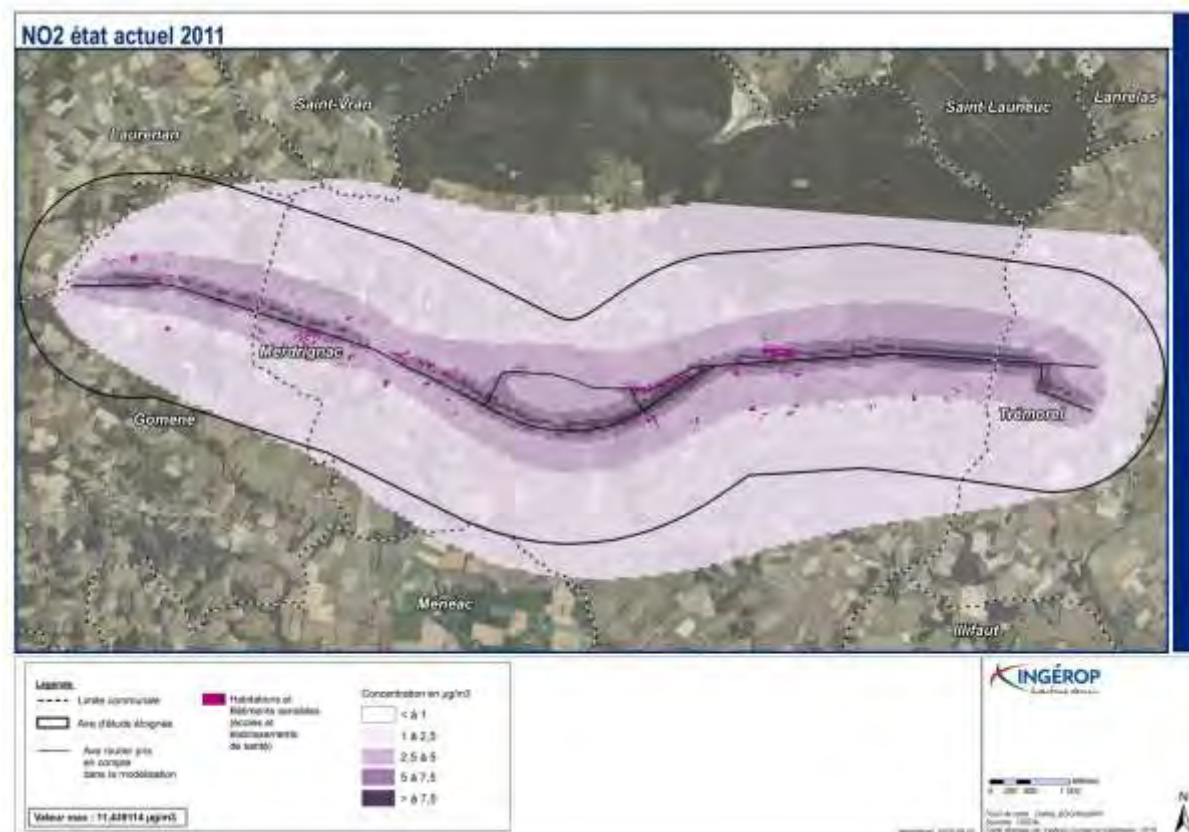 NO2 état actuel 2011
Saint-Vran
Saint-Launeuc
Lanrelas
Laurenan
Merdrignac
Gomené
Trémorel
Meneac
Illifaut
Légende
Limite communale
Aire d'étude éloignée
Axe routier pris
en compte
dans la modélisation
Habitations et
Bâtiments sensibles
(écoles et
établissements
de santé)
Concentration en µg/m3
< à 1
1 à 2,5
2,5 à 5
5 à 7,5
> à 7,5
Valeur max : 11,439114 µg/m3
INGÉROP
N